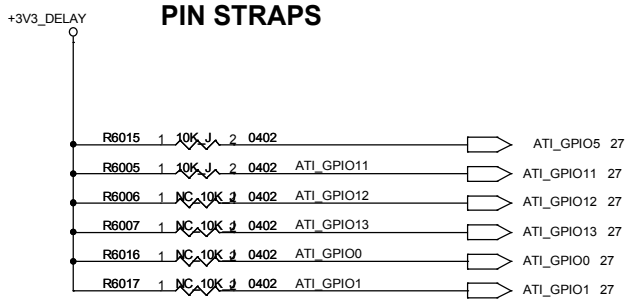 PIN STRAPS
+3V3_DELAY
R6015 1 10K_J 2 0402 ATI_GPIO5 27
R6005 1 10K_J 2 0402 ATI_GPIO11 ATI_GPIO11 27
R6006 1 NC_10K_J 2 0402 ATI_GPIO12 ATI_GPIO12 27
R6007 1 NC_10K_J 2 0402 ATI_GPIO13 ATI_GPIO13 27
R6016 1 NC_10K_J 2 0402 ATI_GPIO0 ATI_GPIO0 27
R6017 1 NC_10K_J 2 0402 ATI_GPIO1 ATI_GPIO1 27